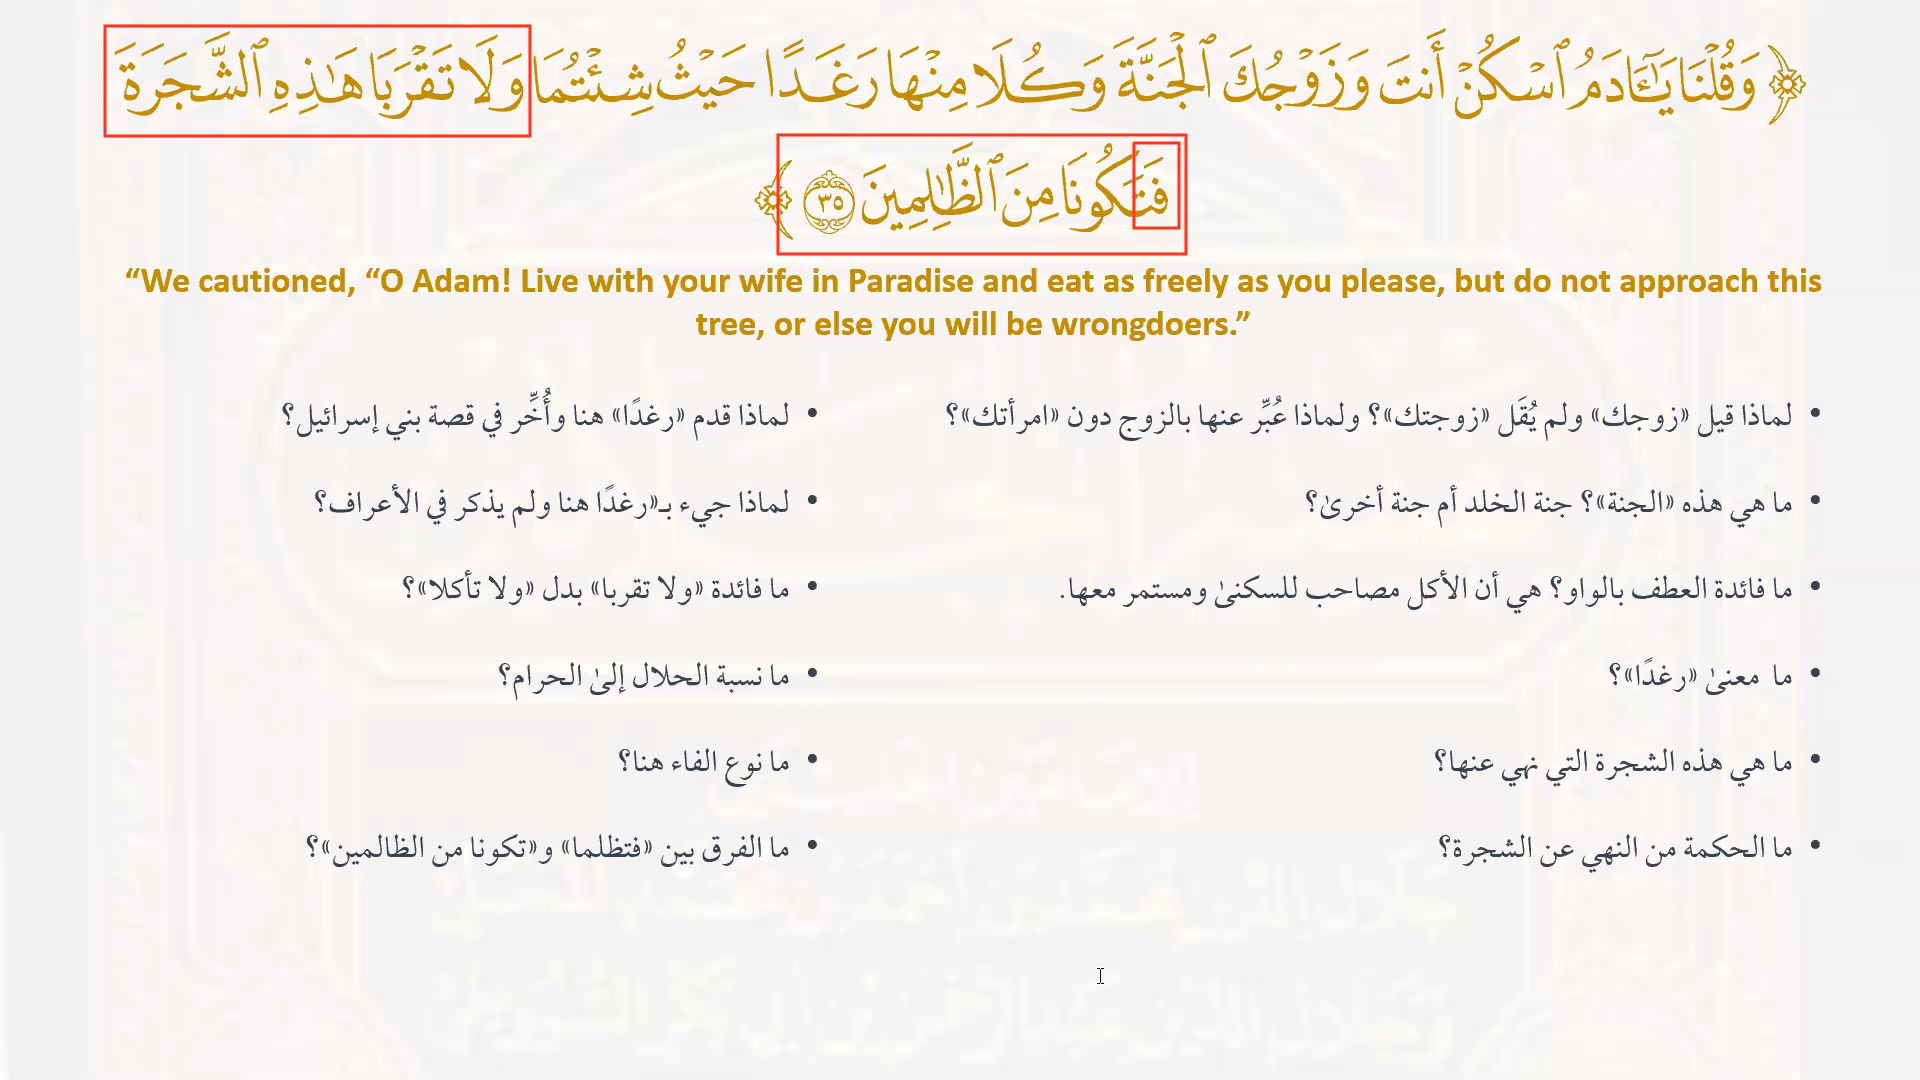 ﴿وَقُلْنَا يَـٰٓـَٔادَمُ ٱسْكُنْ أَنتَ وَزَوْجُكَ ٱلْجَنَّةَ وَكُلَا مِنْهَا رَغَدًا حَيْثُ شِئْتُمَا وَلَا تَقْرَبَا هَـٰذِهِ ٱلشَّجَرَةَ
فَتَكُونَا مِنَ ٱلظَّـٰلِمِينَ ٣٥﴾
“We cautioned, “O Adam! Live with your wife in Paradise and eat as freely as you please, but do not approach this
tree, or else you will be wrongdoers.”
• لماذا قيل «زوجك» ولم يُقَل «زوجتك»؟ ولماذا عُبِّر عنها بالزوج دون «امرأتك»؟
• ما هي هذه «الجنة»؟ جنة الخلد أم جنة أخرىٰ؟
• ما فائدة العطف بالواو؟ هي أن الأكل مصاحب للسكنىٰ ومستمر معها.
• ما معنىٰ «رغدًا»؟
• ما هي هذه الشجرة التي نهي عنها؟
• ما الحكمة من النهي عن الشجرة؟
• لماذا قدم «رغدًا» هنا وأُخِّر في قصة بني إسرائيل؟
• لماذا جيء بـ«رغدًا هنا ولم يذكر في الأعراف؟
• ما فائدة «ولا تقربا» بدل «ولا تأكلا»؟
• ما نسبة الحلال إلىٰ الحرام؟
• ما نوع الفاء هنا؟
• ما الفرق بين «فتظلما» و«تكونا من الظالمين»؟